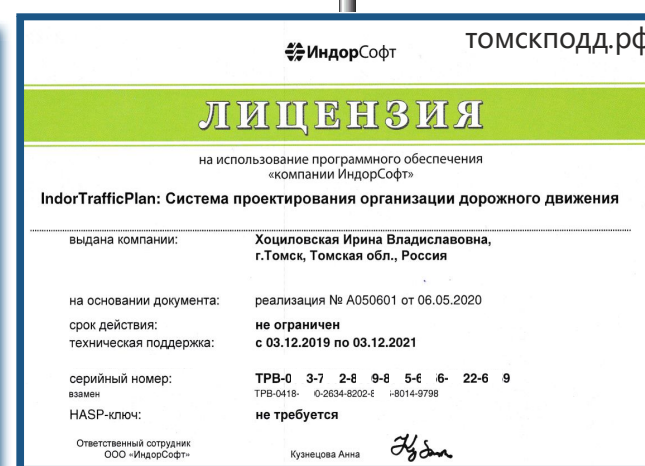 томскподд.рф
ИндорСофт
ЛИЦЕНЗИЯ
на использование программного обеспечения
«компании ИндорСофт»
IndorTrafficPlan: Система проектирования организации дорожного движения
выдана компании: Хоциловская Ирина Владиславовна,
г.Томск, Томская обл., Россия
на основании документа: реализация № А050601 от 06.05.2020
срок действия: не ограничен
техническая поддержка: с 03.12.2019 по 03.12.2021
серийный номер:
взамен
HASP-ключ: не требуется
Ответственный сотрудник
ООО «ИндорСофт» Кузнецова Анна